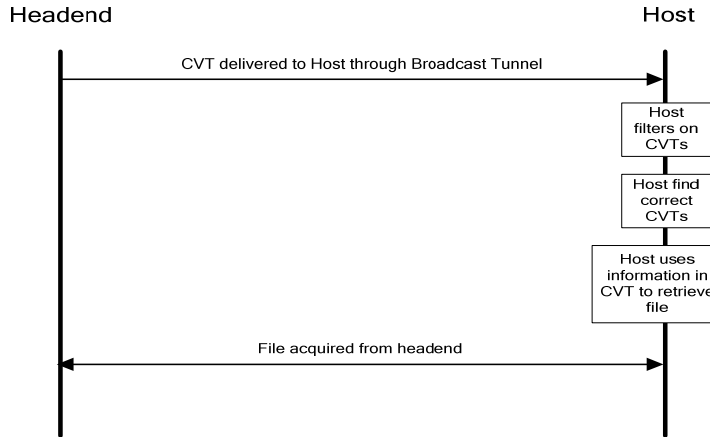 Headend
Host
CVT delivered to Host through Broadcast Tunnel
Host
filters on
CVTs
Host find
correct
CVTs
Host uses
information in
CVT to retrieve
file
File acquired from headend